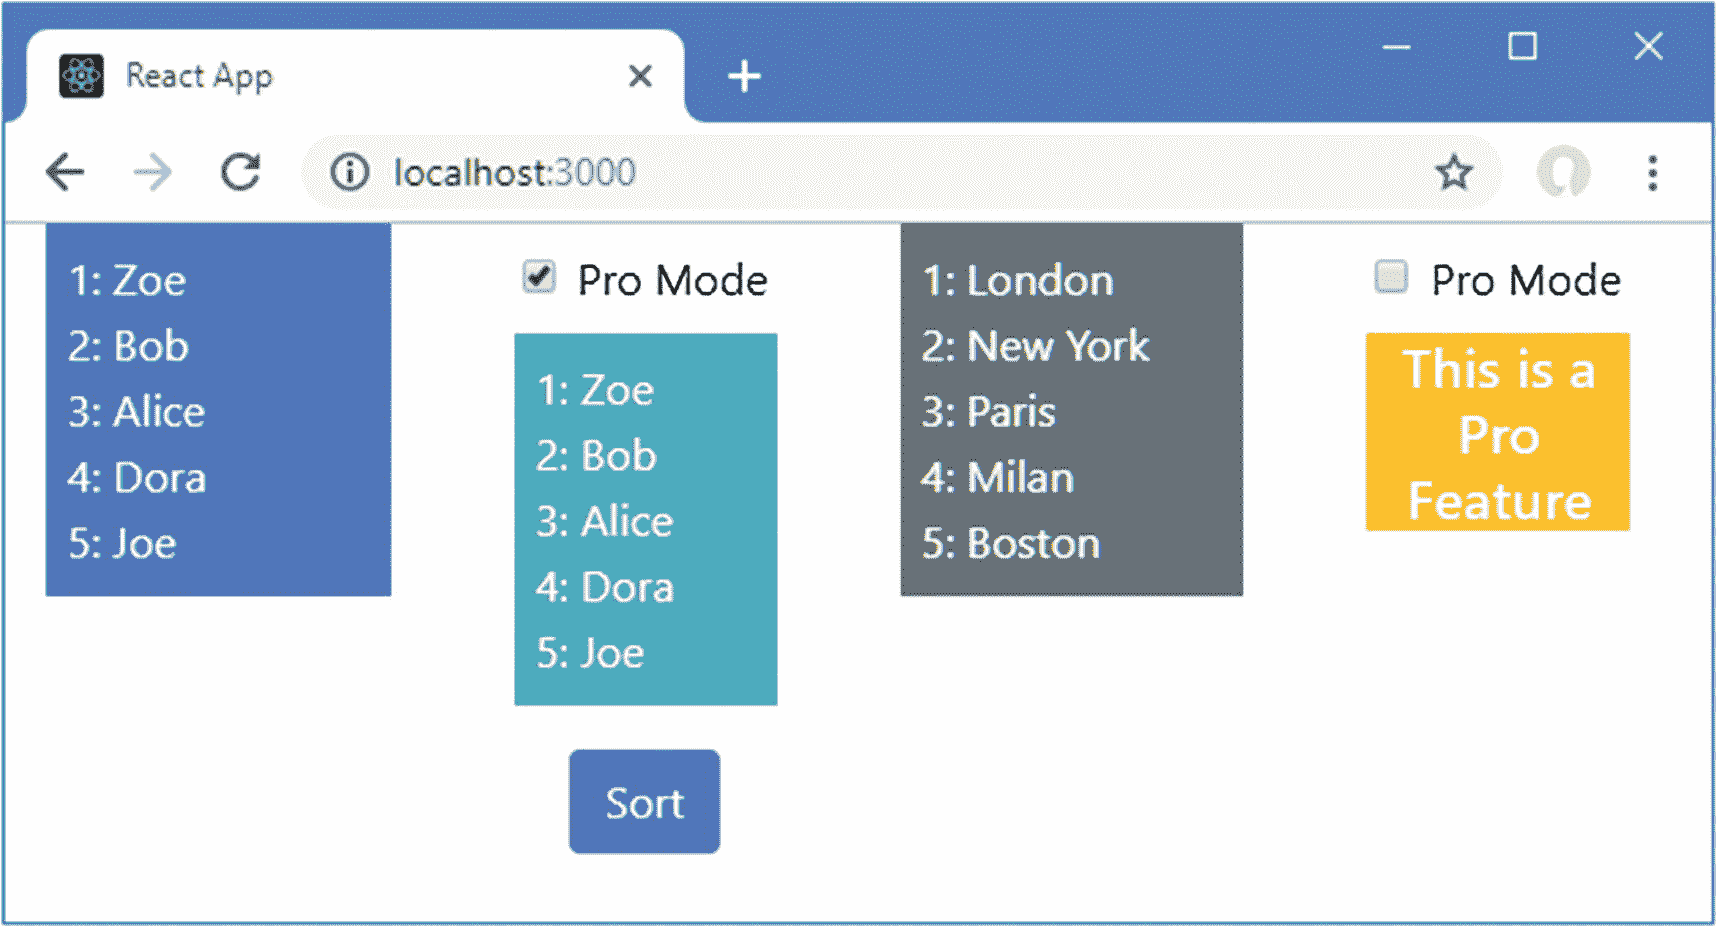 React App
localhost:3000
1: Zoe
2: Bob
3: Alice
4: Dora
5: Joe
Pro Mode
1: Zoe
2: Bob
3: Alice
4: Dora
5: Joe
Sort
1: London
2: New York
3: Paris
4: Milan
5: Boston
Pro Mode
This is a
Pro
Feature